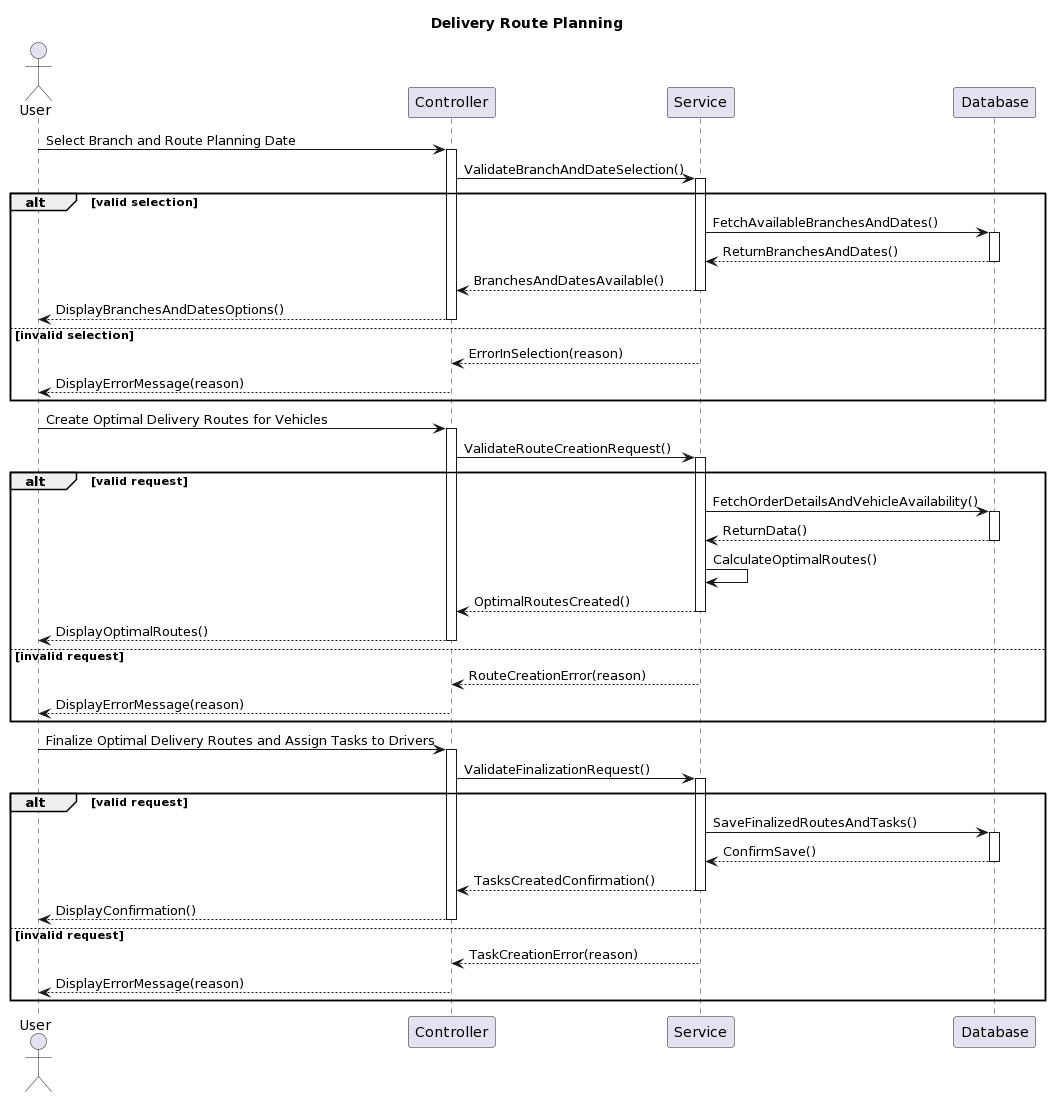 Delivery Route Planning
User
Controller
Service
Database
Select Branch and Route Planning Date
ValidateBranchAndDateSelection()
alt
[valid selection]
FetchAvailableBranchesAndDates()
ReturnBranchesAndDates()
BranchesAndDatesAvailable()
DisplayBranchesAndDatesOptions()
[invalid selection]
ErrorInSelection(reason)
DisplayErrorMessage(reason)
Create Optimal Delivery Routes for Vehicles
ValidateRouteCreationRequest()
alt
[valid request]
FetchOrderDetailsAndVehicleAvailability()
ReturnData()
CalculateOptimalRoutes()
OptimalRoutesCreated()
DisplayOptimalRoutes()
[invalid request]
RouteCreationError(reason)
DisplayErrorMessage(reason)
Finalize Optimal Delivery Routes and Assign Tasks to Drivers
ValidateFinalizationRequest()
alt
[valid request]
SaveFinalizedRoutesAndTasks()
ConfirmSave()
TasksCreatedConfirmation()
DisplayConfirmation()
[invalid request]
TaskCreationError(reason)
DisplayErrorMessage(reason)
User
Controller
Service
Database